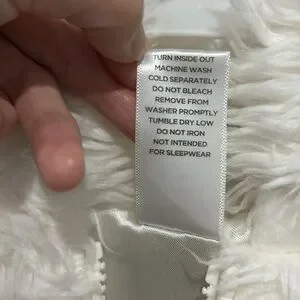 TURN INSIDE OUT
MACHINE WASH
COLD SEPARATELY
DO NOT BLEACH
REMOVE FROM
WASHER PROMPTLY
TUMBLE DRY LOW
DO NOT IRON
NOT INTENDED
FOR SLEEPWEAR